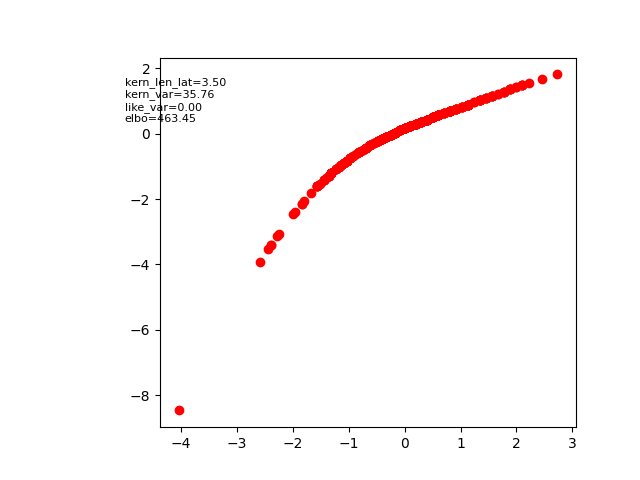 kern_len_lat=3.50
kern_var=35.76
like_var=0.00
elbo=463.45
2
0
−2
−4
−6
−8
−4 −3 −2 −1 0 1 2 3